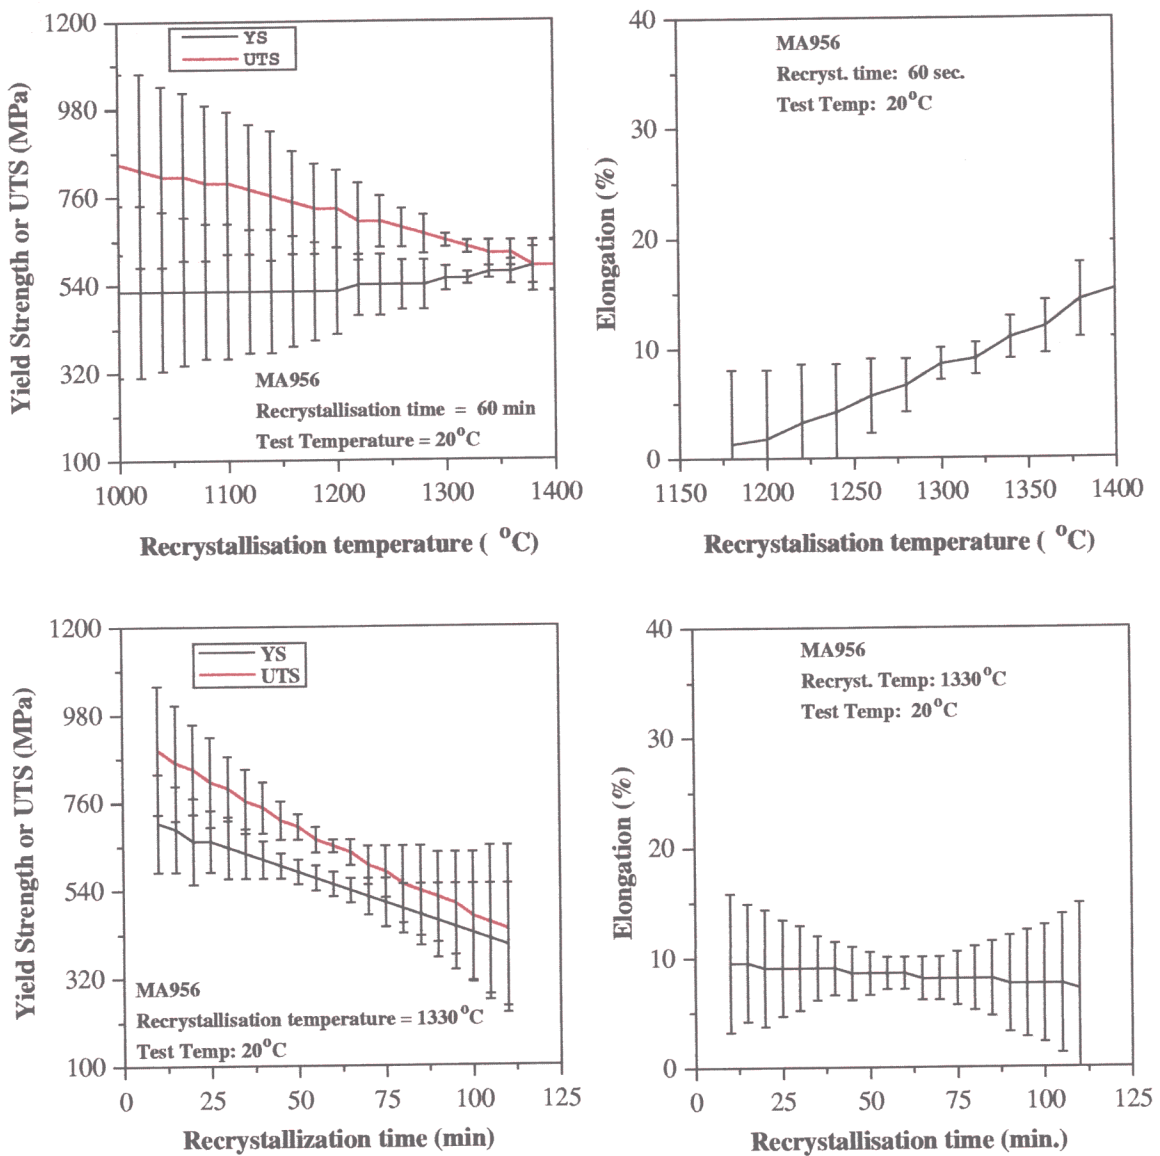 1200
980
760
540
320
100
Yield Strength or UTS (MPa)
YS
UTS
MA956
Recrystallisation time = 60 min
Test Temperature = 20°C
1000 1100 1200 1300 1400
Recrystallisation temperature ( °C)
40
30
20
10
0
Elongation (%)
MA956
Recryst. time: 60 sec.
Test Temp: 20°C
1150 1200 1250 1300 1350 1400
Recrystalisation temperature ( °C)
1200
980
760
540
320
100
Yield Strength or UTS (MPa)
YS
UTS
MA956
Recrystallisation temperature = 1330°C
Test Temp: 20°C
0 25 50 75 100 125
Recrystallization time (min)
40
30
20
10
0
Elongation (%)
MA956
Recryst. Temp: 1330°C
Test Temp: 20°C
0 25 50 75 100 125
Recrystallisation time (min.)